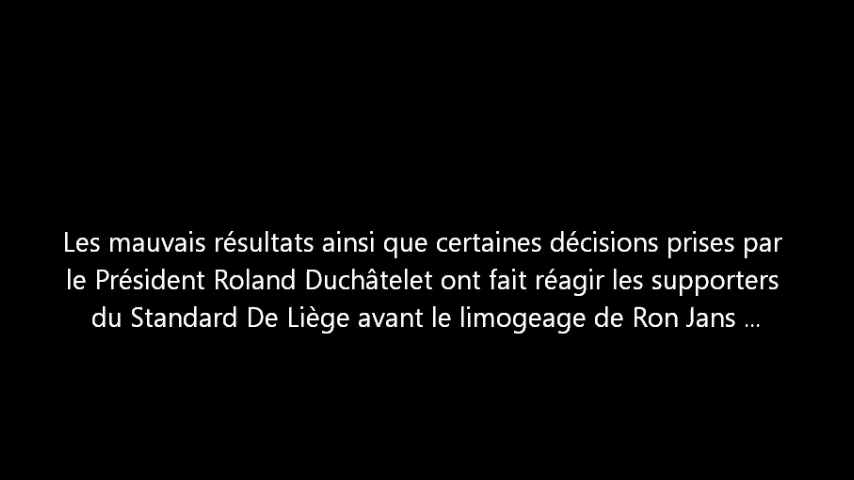 Les mauvais résultats ainsi que certaines décisions prises par
le Président Roland Duchâtelet ont fait réagir les supporters
du Standard De Liège avant le limogeage de Ron Jans ...